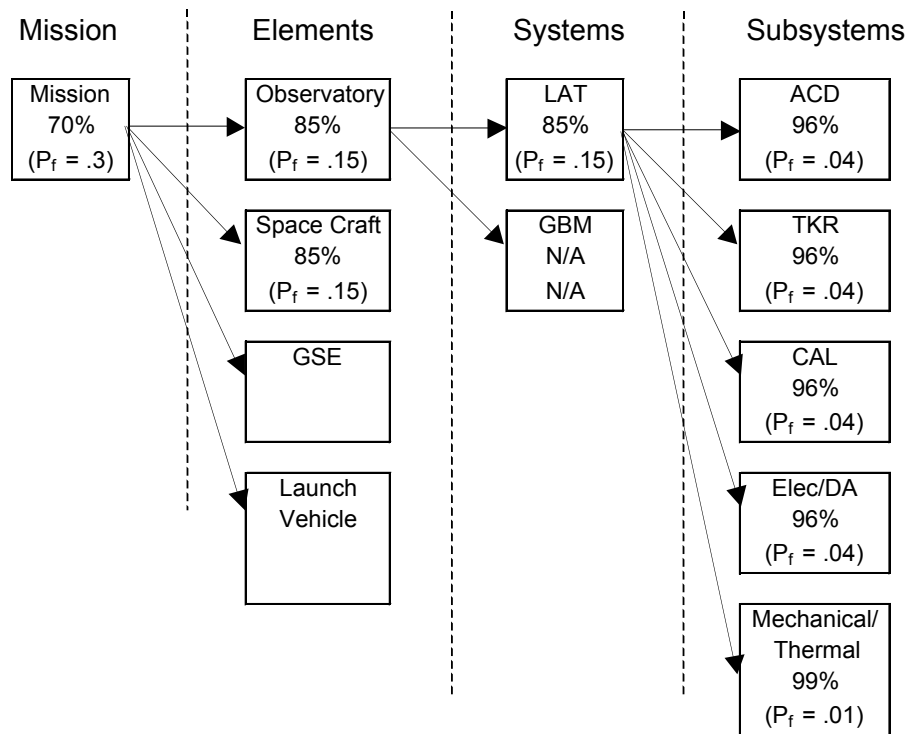 Mission
Elements
Systems
Subsystems
Mission
70%
(Pf = .3)
Observatory
85%
(Pf = .15)
Space Craft
85%
(Pf = .15)
GSE
Launch
Vehicle
LAT
85%
(Pf = .15)
GBM
N/A
N/A
ACD
96%
(Pf = .04)
TKR
96%
(Pf = .04)
CAL
96%
(Pf = .04)
Elec/DA
96%
(Pf = .04)
Mechanical/
Thermal
99%
(Pf = .01)